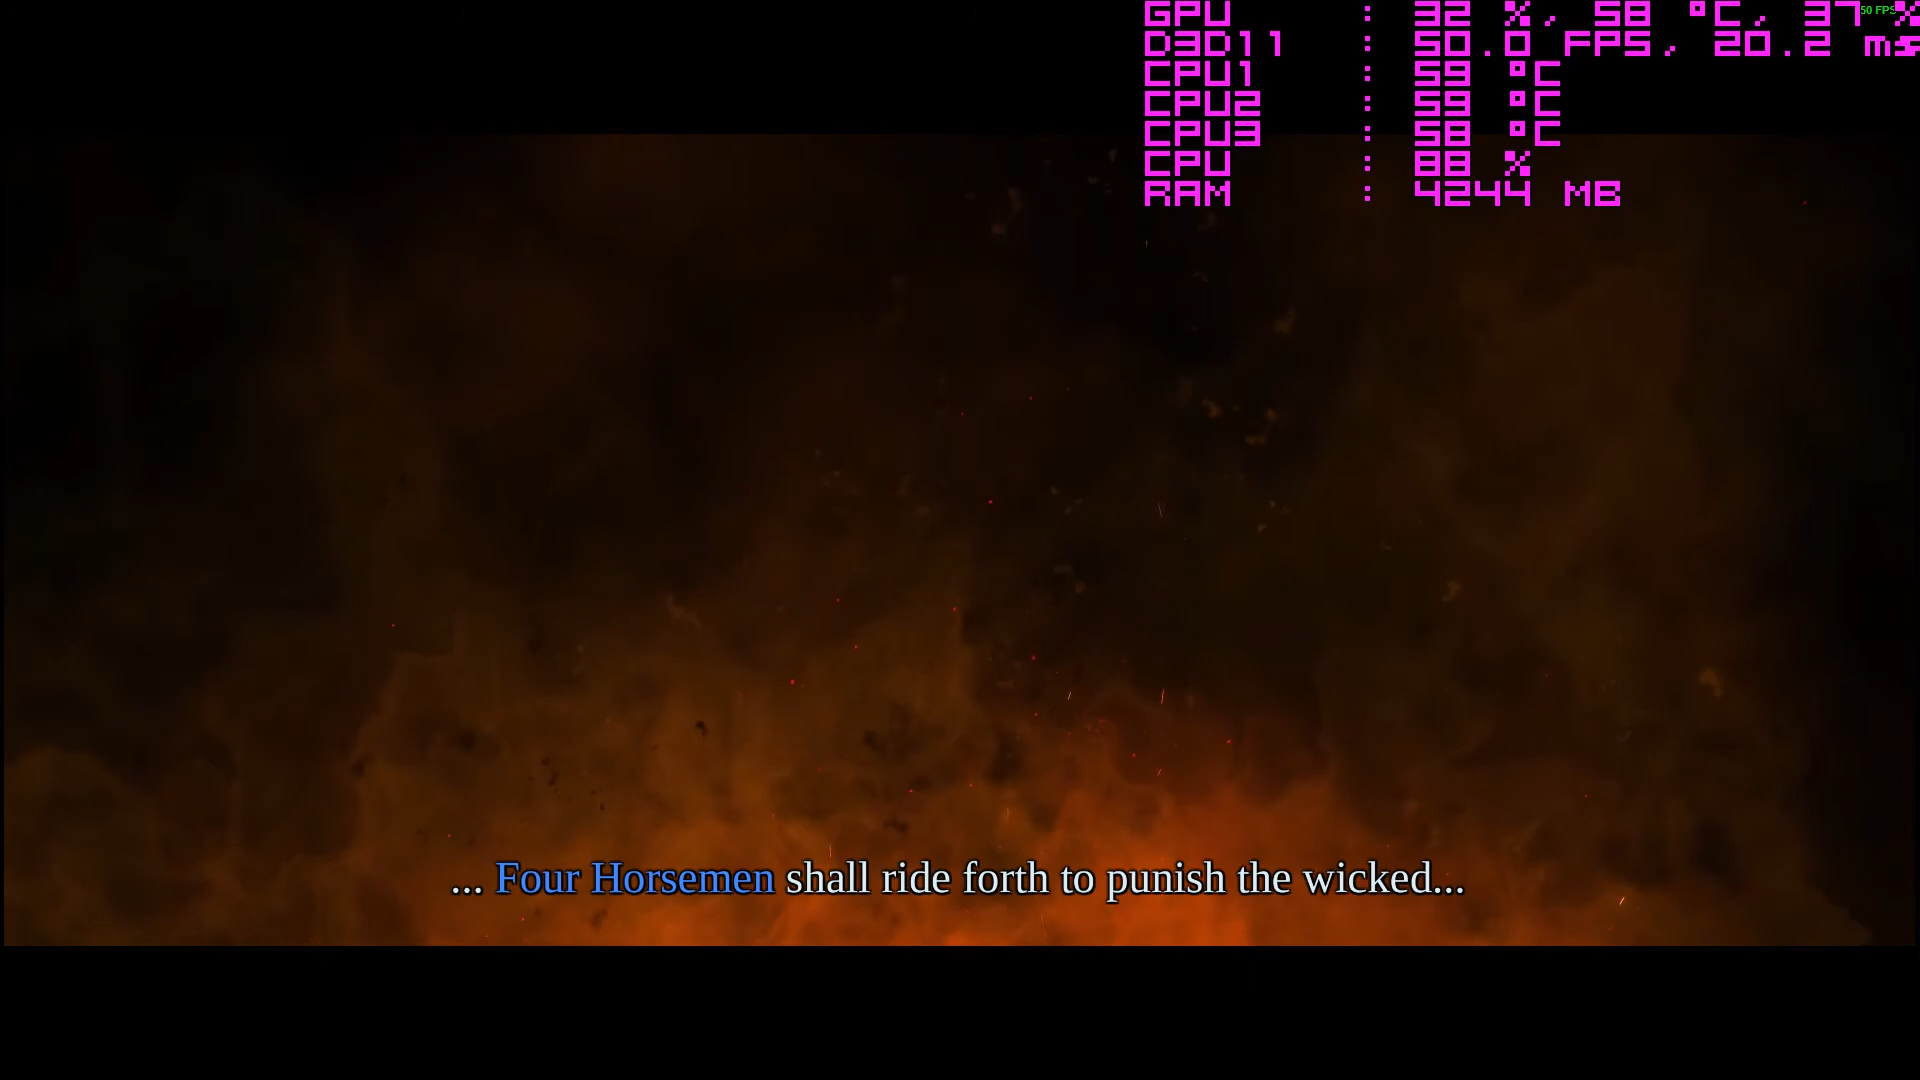 GPU : 32 %, 58 °C, 37 %
50 FPS
D3D11 : 50.0 FPS, 20.2 ms
CPU1 : 59 °C
CPU2 : 59 °C
CPU3 : 58 °C
CPU : 88 %
RAM : 4244 MB
... Four Horsemen shall ride forth to punish the wicked...